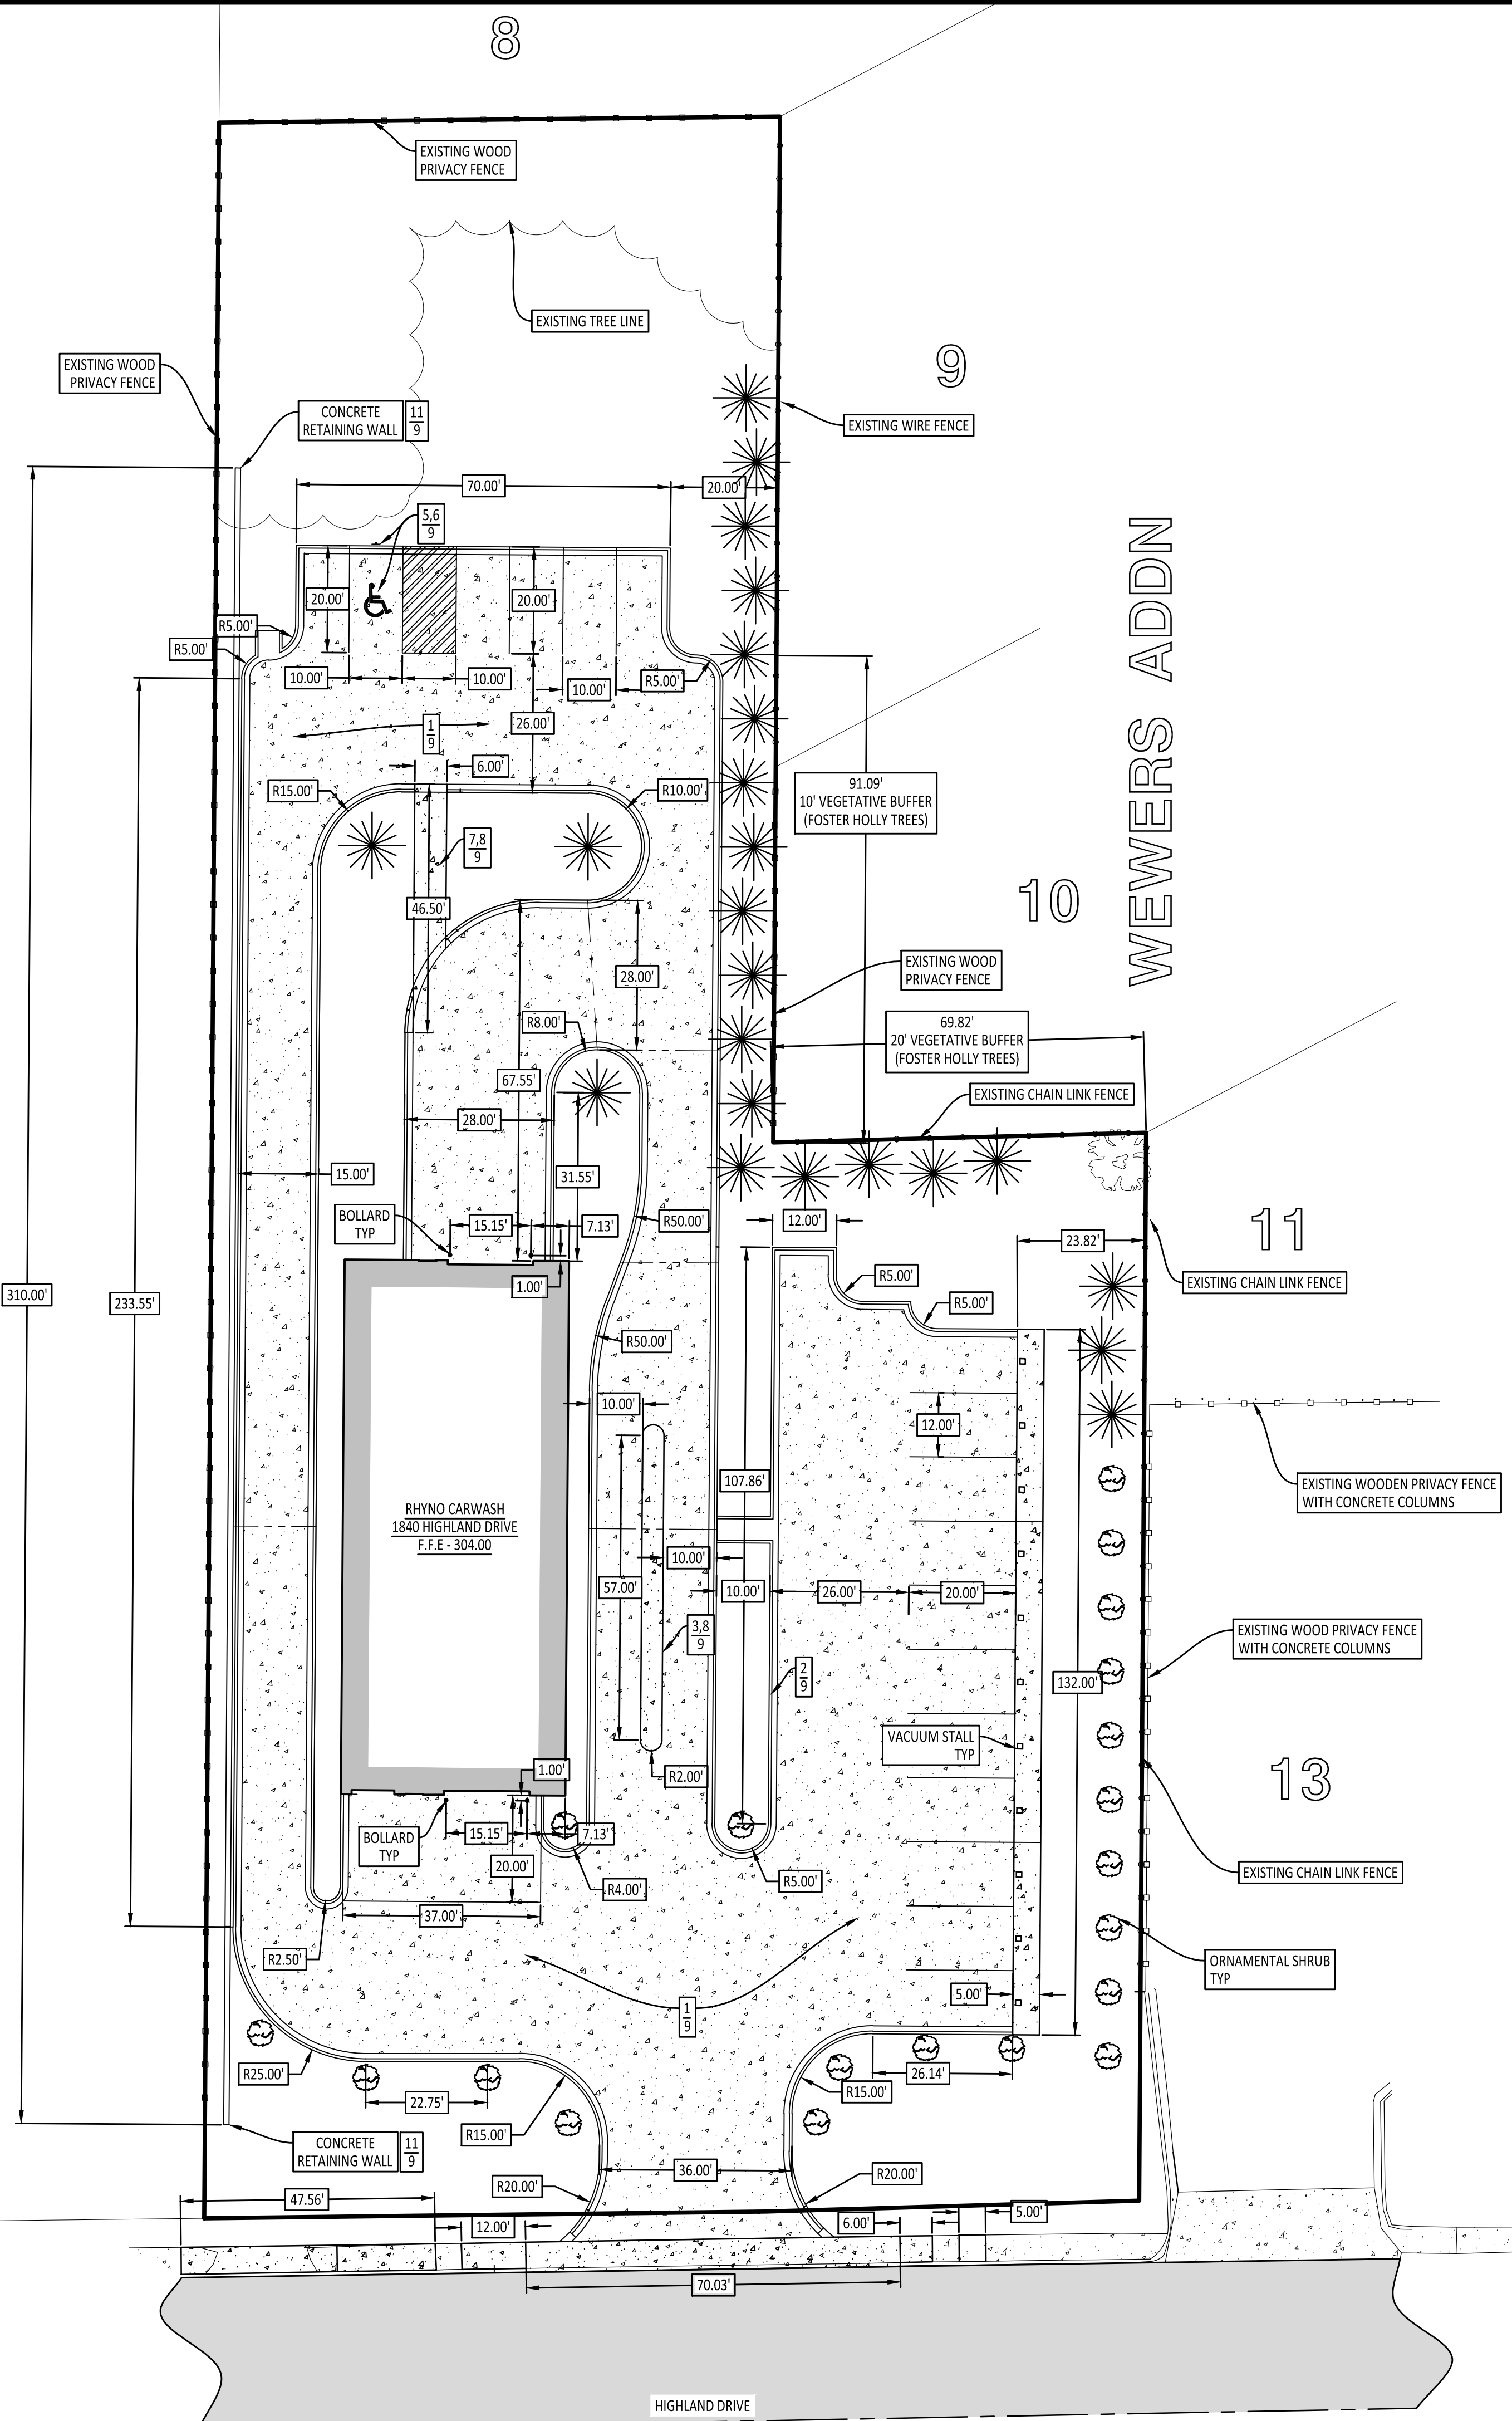 8
EXISTING WOOD
PRIVACY FENCE
EXISTING TREE LINE
9
EXISTING WOOD
PRIVACY FENCE
CONCRETE
RETAINING WALL
11
9
EXISTING WIRE FENCE
70.00'
20.00'
5,6
9
WEWERS ADDN
20.00'
20.00'
R5.00'
R5.00'
10.00'
10.00'
10.00'
R5.00'
1
9
26.00'
6.00'
R15.00'
R10.00'
91.09'
10' VEGETATIVE BUFFER
(FOSTER HOLLY TREES)
7,8
9
46.50'
10
28.00'
EXISTING WOOD
PRIVACY FENCE
R8.00'
69.82'
20' VEGETATIVE BUFFER
(FOSTER HOLLY TREES)
67.55'
EXISTING CHAIN LINK FENCE
28.00'
15.00'
31.55'
BOLLARD
TYP
15.15'
7.13'
R50.00'
12.00'
23.82'
11
R5.00'
EXISTING CHAIN LINK FENCE
1.00'
310.00'
233.55'
R5.00'
R50.00'
10.00'
12.00'
107.86'
EXISTING WOODEN PRIVACY FENCE
WITH CONCRETE COLUMNS
RHYNO CARWASH
1840 HIGHLAND DRIVE
F.F.E - 304.00
10.00'
57.00'
10.00'
26.00'
20.00'
3,8
9
EXISTING WOOD PRIVACY FENCE
WITH CONCRETE COLUMNS
2
9
132.00'
VACUUM STALL
TYP
1.00'
R2.00'
13
BOLLARD
TYP
15.15'
7.13'
20.00'
R4.00'
R5.00'
EXISTING CHAIN LINK FENCE
37.00'
R2.50'
ORNAMENTAL SHRUB
TYP
5.00'
1
9
R25.00'
26.14'
R15.00'
22.75'
R15.00'
CONCRETE
RETAINING WALL
11
9
36.00'
R20.00'
R20.00'
47.56'
12.00'
6.00'
5.00'
70.03'
HIGHLAND DRIVE